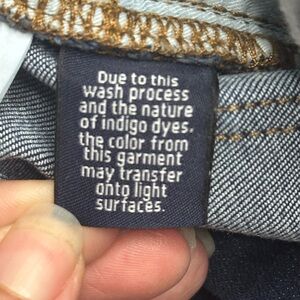 Due to this
wash process
and the nature
of indigo dyes.
the color from
this garment
may transfer
onto light
surfaces.